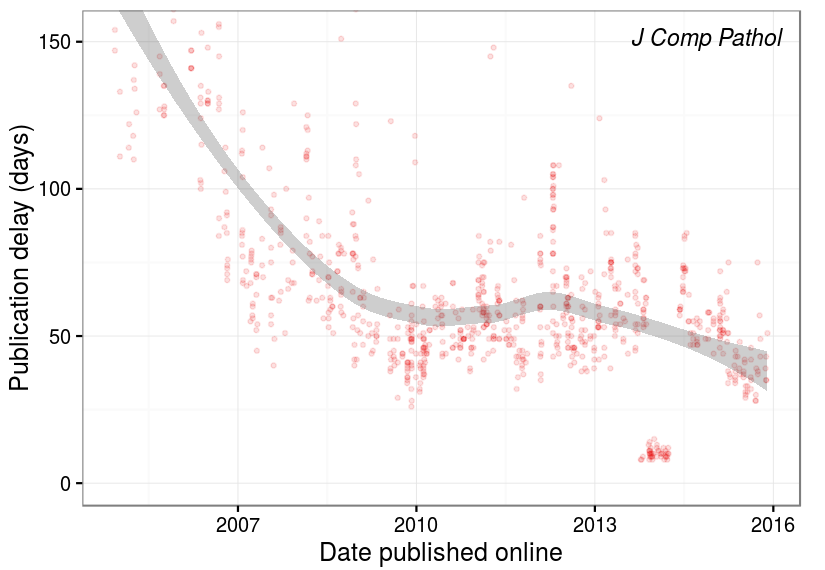 J Comp Pathol
Publication delay (days)
150
100
50
0
2007 2010 2013 2016
Date published online